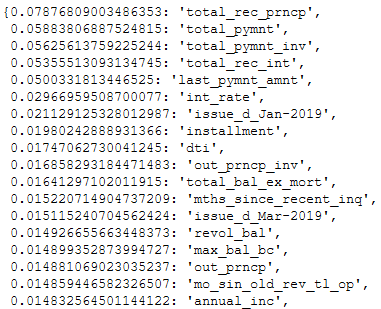 {0.07876809003486353: 'total_rec_prncp',
0.05883806887524815: 'total_pymnt',
0.05625613759225244: 'total_pymnt_inv',
0.05355513093134745: 'total_rec_int',
0.0500331813446525: 'last_pymnt_amnt',
0.02966959508700077: 'int_rate',
0.021129125328012987: 'issue_d_Jan-2019',
0.01980242888931366: 'installment',
0.01747062730041245: 'dti',
0.016858293184471483: 'out_prncp_inv',
0.01641297102011915: 'total_bal_ex_mort',
0.015220714904737209: 'mths_since_recent_inq',
0.015115240704562424: 'issue_d_Mar-2019',
0.014926655663448373: 'revol_bal',
0.014899352873994727: 'max_bal_bc',
0.014881069023035237: 'out_prncp',
0.014859446582326507: 'mo_sin_old_rev_tl_op',
0.014832564501144122: 'annual_inc',